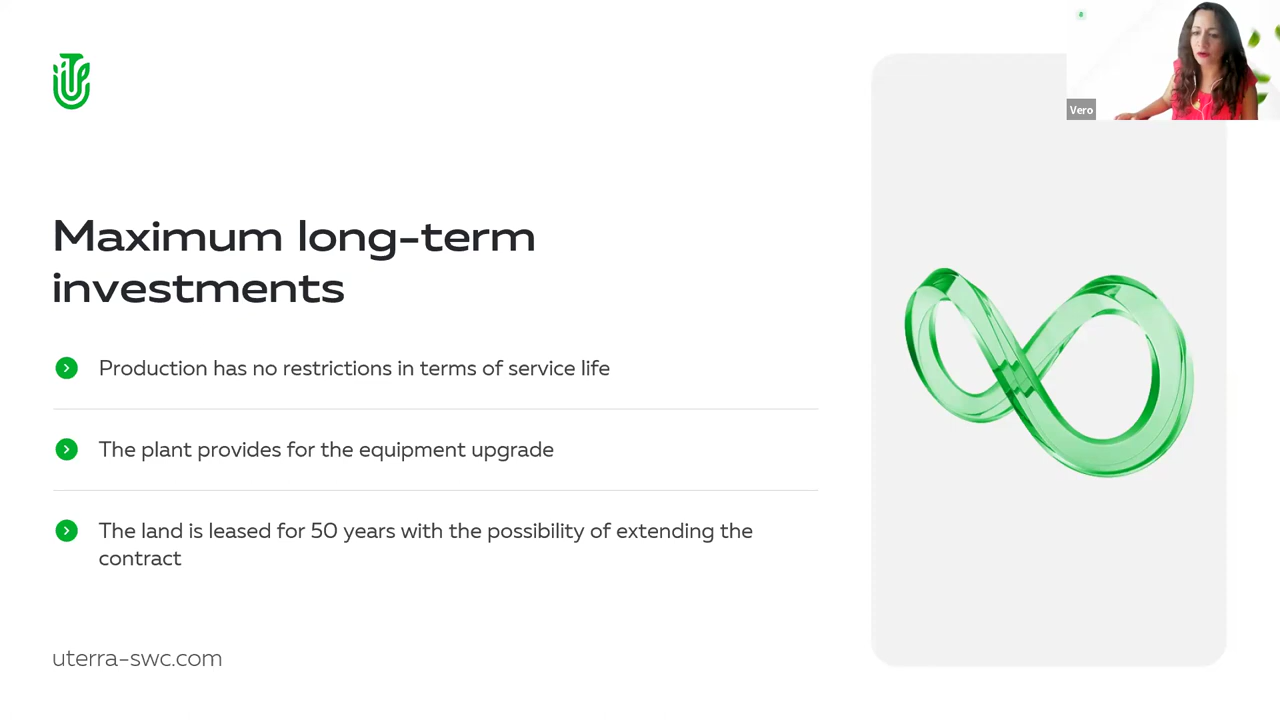 Vero
Maximum long-term
investments
Production has no restrictions in terms of service life
The plant provides for the equipment upgrade
The land is leased for 50 years with the possibility of extending the
contract
uterra-swc.com